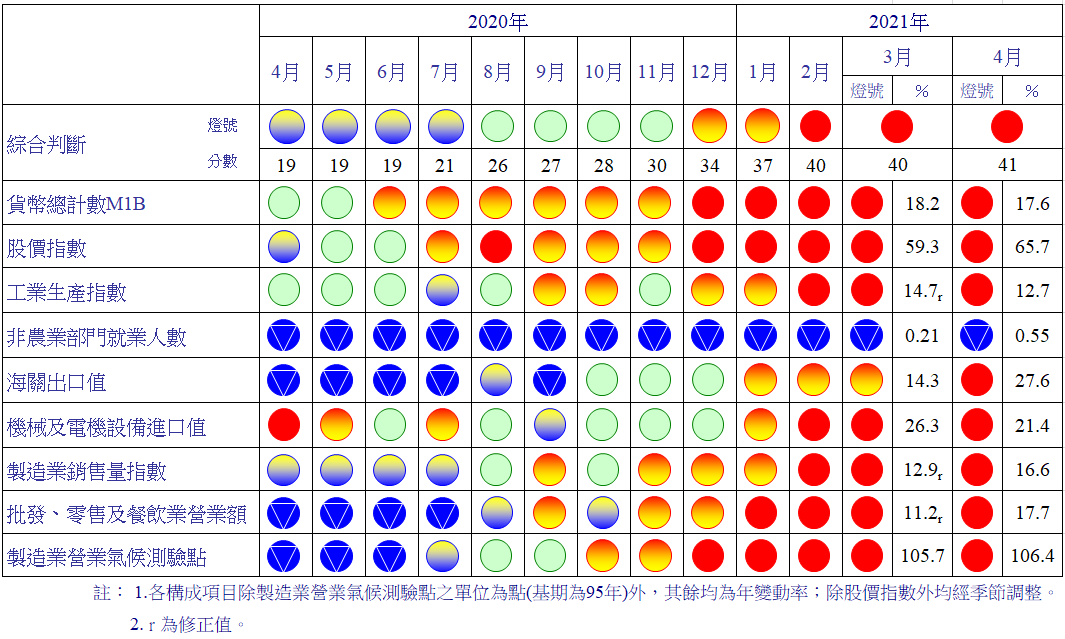 2020年 2021年
4月 5月 6月 7月 8月 9月 10月 11月 12月 1月 2月 3月 4月
燈號 % 燈號 %
綜合判斷 燈號
分數 19 19 19 21 26 27 28 30 34 37 40 40 41
貨幣總計數M1B 18.2 17.6
股價指數 59.3 65.7
工業生產指數 14.7r 12.7
非農業部門就業人數 0.21 0.55
海關出口值 14.3 27.6
機械及電機設備進口值 26.3 21.4
製造業銷售量指數 12.9r 16.6
批發、零售及餐飲業營業額 11.2r 17.7
製造業營業氣候測驗點 105.7 106.4
註： 1.各構成項目除製造業營業氣候測驗點之單位為點(基期為95年)外，其餘均為年變動率；除股價指數外均經季節調整。
2. r 為修正值。